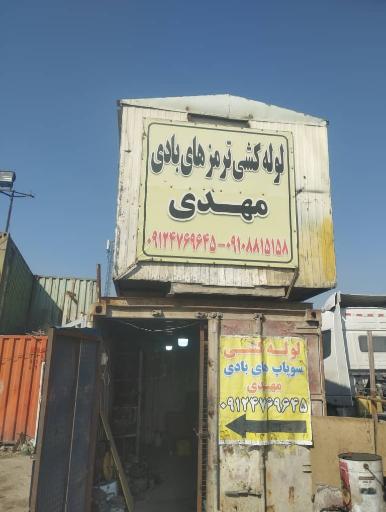 لوله کشی ترمز های بادی
مهدی
۰۹۱۲۴۷۶۹۶۴۵-۰۹۱۰۸۸۱۵۱۵۸
لوله کشی
سوپاپ های بادی
مهدی
۰۹۱۲۴۷۶۹۶۴۵